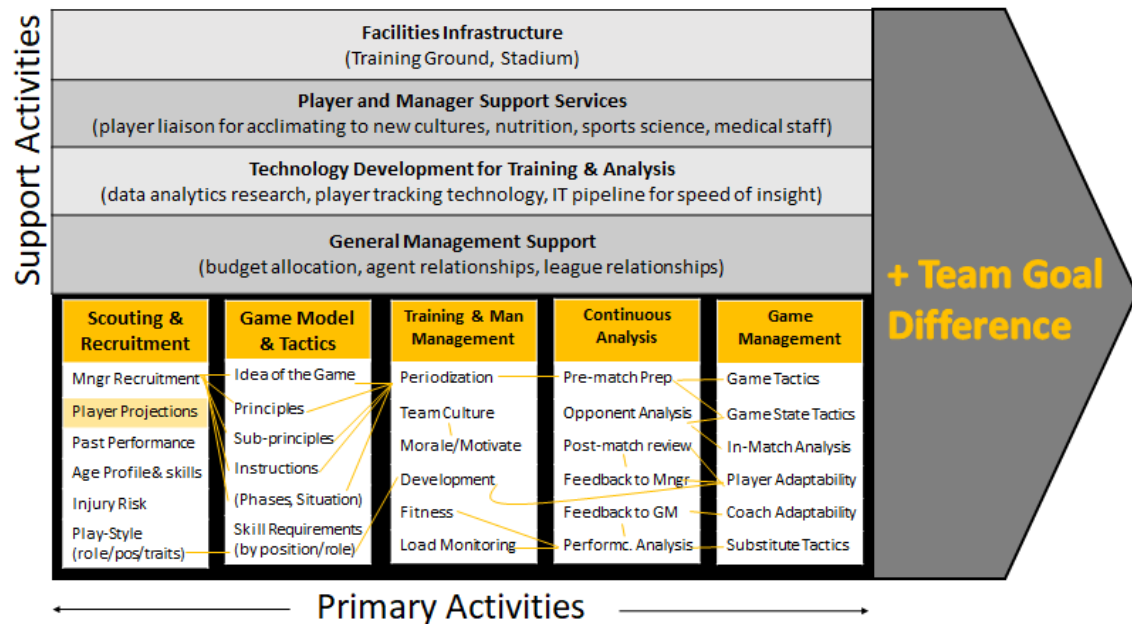 Support Activities
Facilities Infrastructure
(Training Ground, Stadium)
Player and Manager Support Services
(player liaison for acclimating to new cultures, nutrition, sports science, medical staff)
Technology Development for Training & Analysis
(data analytics research, player tracking technology, IT pipeline for speed of insight)
General Management Support
(budget allocation, agent relationships, league relationships)
Scouting &
Recruitment
Mngr Recruitment
Player Projections
Past Performance
Age Profile & skills
Injury Risk
Play-Style
(role/pos/traits)
Game Model
& Tactics
Idea of the Game
Principles
Sub-principles
Instructions
(Phases, Situation)
Skill Requirements
(by position/role)
Training & Man
Management
Periodization
Team Culture
Morale/Motivate
Development
Fitness
Load Monitoring
Continuous
Analysis
Pre-match Prep
Opponent Analysis
Post-match review
Feedback to Mngr
Feedback to GM
Performc. Analysis
Game
Management
Game Tactics
Game State Tactics
In-Match Analysis
Player Adaptability
Coach Adaptability
Substitute Tactics
+ Team Goal
Difference
Primary Activities